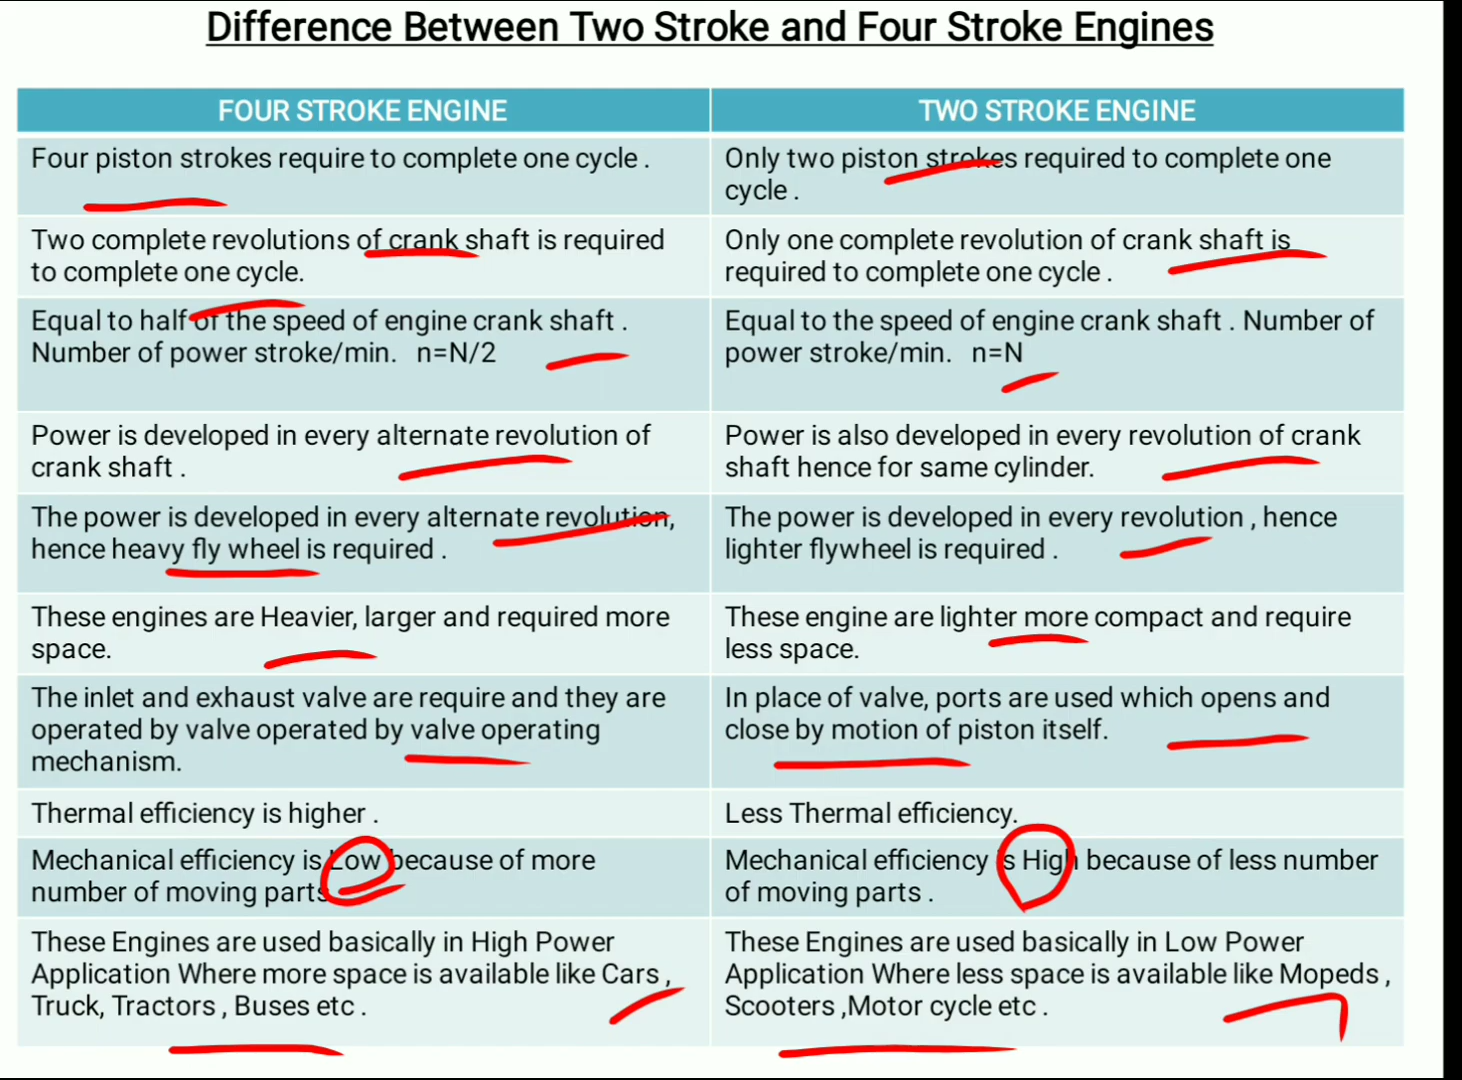 Difference Between Two Stroke and Four Stroke Engines
FOUR STROKE ENGINE
TWO STROKE ENGINE
Four piston strokes require to complete one cycle .
Only two piston strokes required to complete one
cycle .
Two complete revolutions of crank shaft is required
to complete one cycle.
Only one complete revolution of crank shaft is
required to complete one cycle .
Equal to half of the speed of engine crank shaft .
Number of power stroke/min. n=N/2
Equal to the speed of engine crank shaft . Number of
power stroke/min. n=N
Power is developed in every alternate revolution of
crank shaft .
Power is also developed in every revolution of crank
shaft hence for same cylinder.
The power is developed in every alternate revolution,
hence heavy fly wheel is required .
The power is developed in every revolution , hence
lighter flywheel is required .
These engines are Heavier, larger and required more
space.
These engine are lighter more compact and require
less space.
The inlet and exhaust valve are require and they are
operated by valve operated by valve operating
mechanism.
In place of valve, ports are used which opens and
close by motion of piston itself.
Thermal efficiency is higher .
Less Thermal efficiency.
Mechanical efficiency is Low because of more
number of moving parts
Mechanical efficiency is High because of less number
of moving parts .
These Engines are used basically in High Power
Application Where more space is available like Cars ,
Truck, Tractors , Buses etc .
These Engines are used basically in Low Power
Application Where less space is available like Mopeds ,
Scooters ,Motor cycle etc .